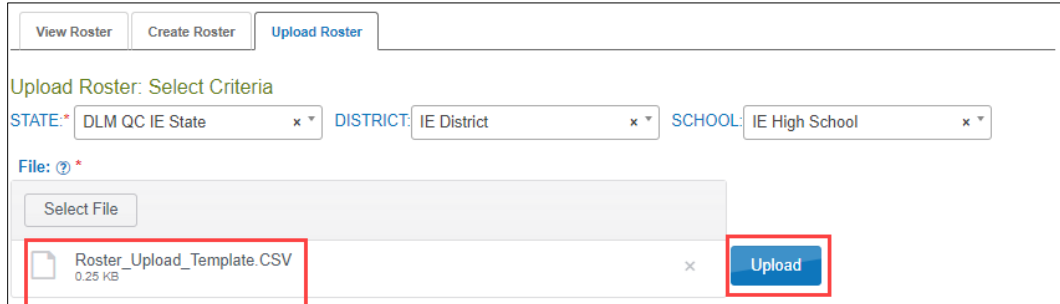 View Roster Create Roster Upload Roster
Upload Roster: Select Criteria
STATE:* DLM QC IE State × DISTRICT: IE District × SCHOOL: IE High School ×
File: ? *
Select File
Roster_Upload_Template.CSV
0.25 KB
× Upload